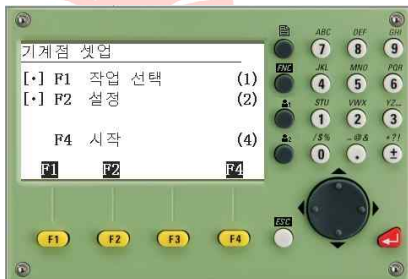 기계점 셋업
[·] F1 작업 선택 (1)
[·] F2 설정 (2)
F4 시작 (4)
F1 F2 F4
F1 F2 F3 F4
ABC DEF GHI
7 8 9
FNC JKL MNO PQR
4 5 6
STU VWX YZ...
1 2 3
/$% _@& *?!
0 . ±
ESC